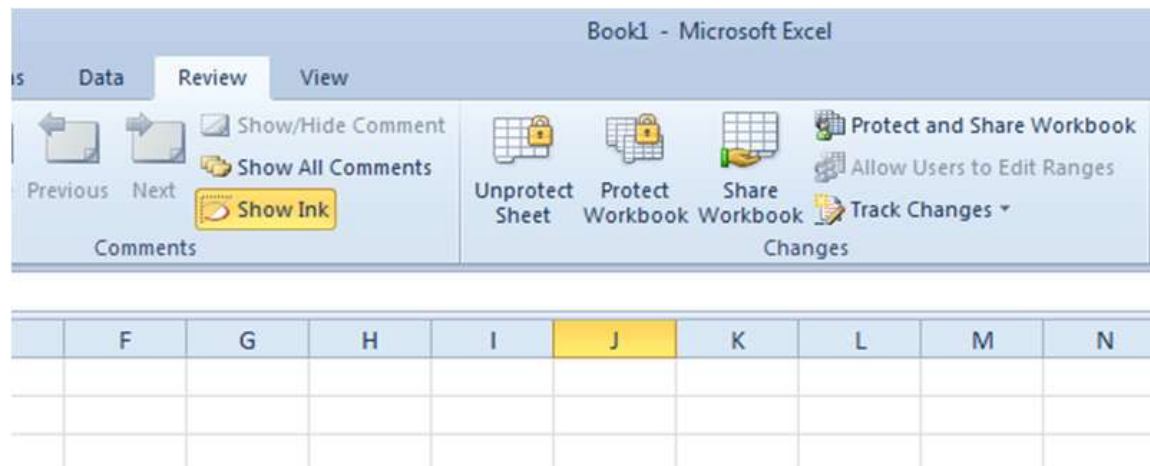 Book1 - Microsoft Excel
Data Review View
Show/Hide Comment
Show All Comments
Show Ink
Previous Next
Comments
Unprotect Sheet
Protect Workbook
Share Workbook
Protect and Share Workbook
Allow Users to Edit Ranges
Track Changes
Changes
F G H I J K L M N